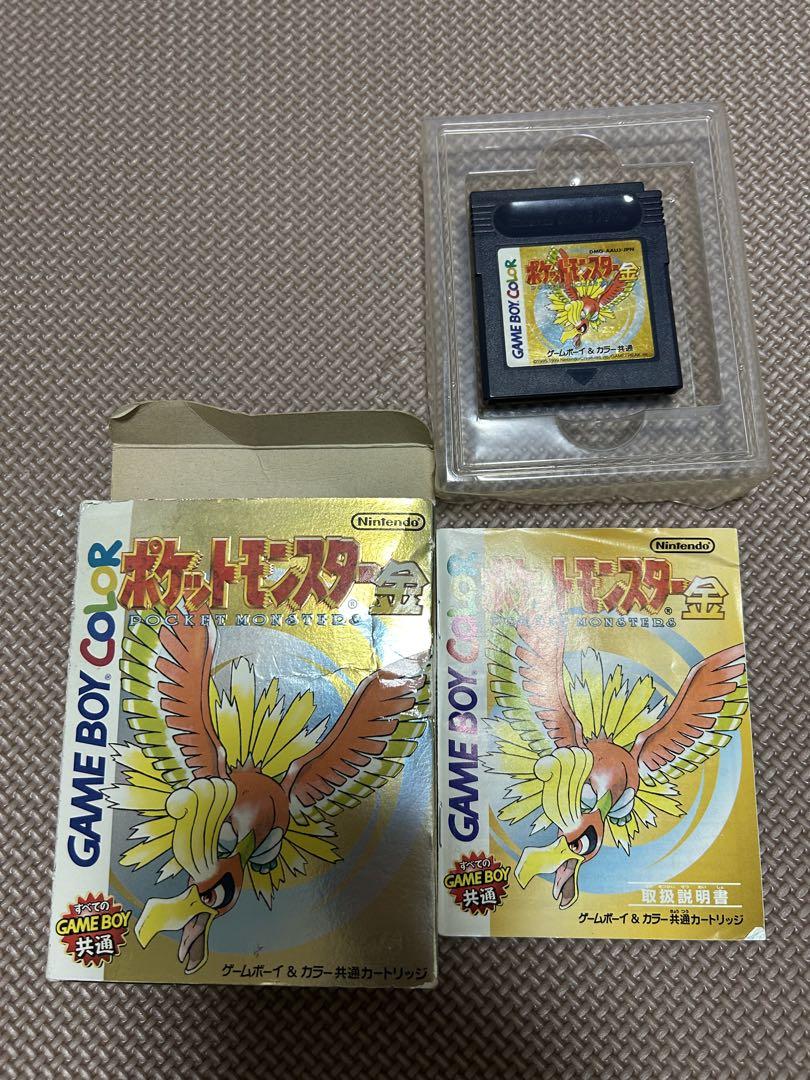 DMG-AAUJ-JPN
GAME BOY COLOR
ポケットモンスター金
ゲームボーイ & カラー共通
Nintendo
GAME BOY COLOR
ポケットモンスター金
POCKET MONSTERS
すべての
GAME BOY
共通
ゲームボーイ & カラー共通カートリッジ
Nintendo
GAME BOY COLOR
ポケットモンスター金
POCKET MONSTERS
すべての
GAME BOY
共通
取扱説明書
ゲームボーイ & カラー共通カートリッジ